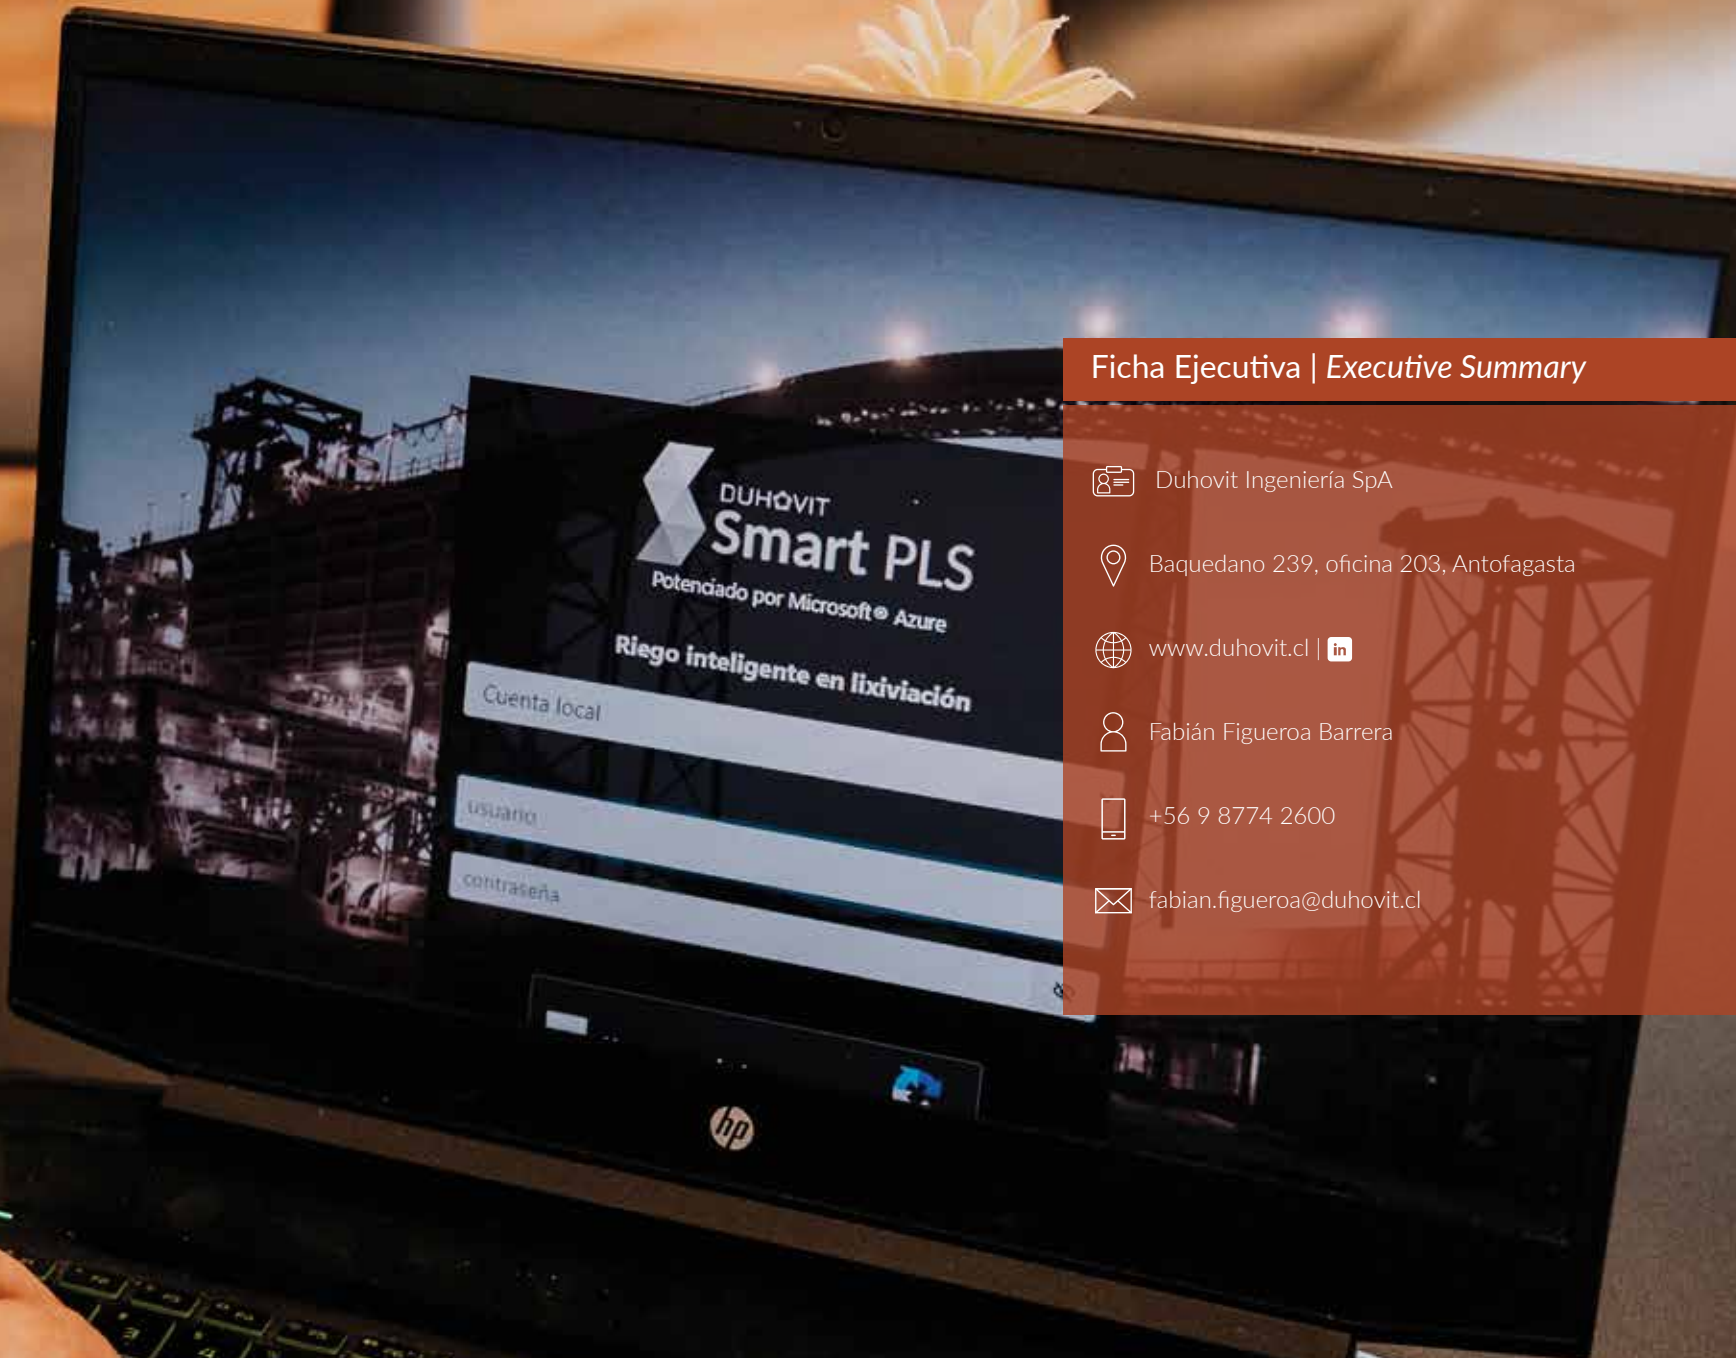 DUHOVIT
Smart PLS
Potenciado por Microsoft® Azure
Riego inteligente en lixiviación
Cuenta local
usuario
contraseña
hp
Ficha Ejecutiva | Executive Summary
Duhovit Ingeniería SpA
Baquedano 239, oficina 203, Antofagasta
www.duhovit.cl | in
Fabián Figueroa Barrera
+56 9 8774 2600
fabian.figueroa@duhovit.cl